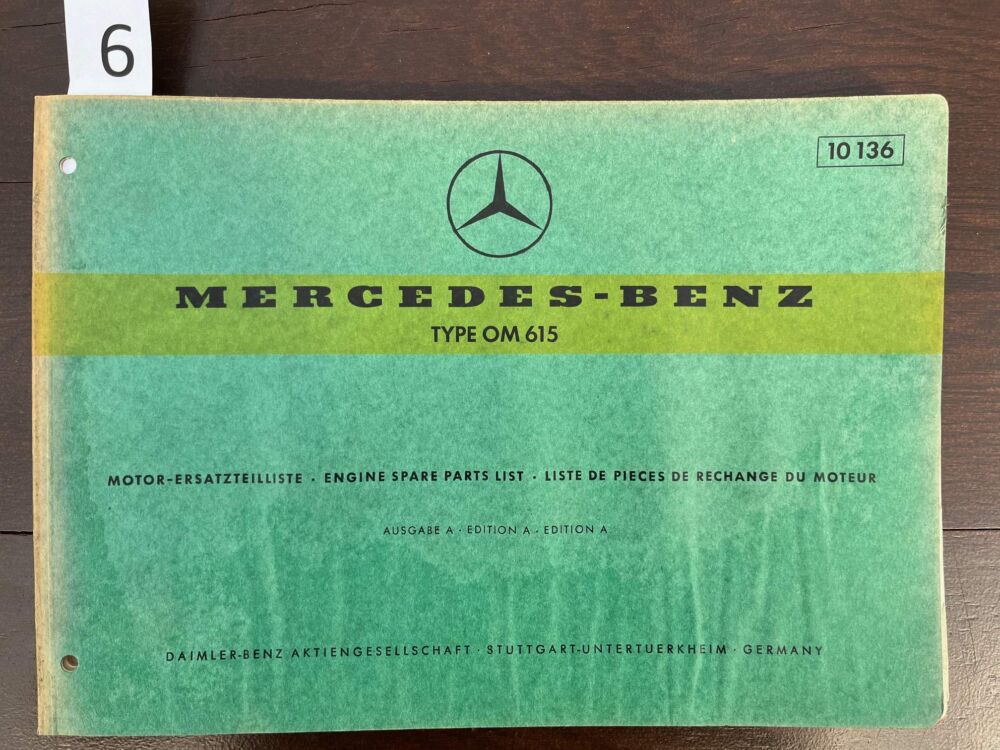 6
10 136
MERCEDES-BENZ
TYPE OM 615
MOTOR-ERSATZTEILLISTE · ENGINE SPARE PARTS LIST · LISTE DE PIECES DE RECHANGE DU MOTEUR
AUSGABE A · EDITION A · EDITION A
DAIMLER-BENZ AKTIENGESELLSCHAFT · STUTTGART-UNTERTUERKHEIM · GERMANY